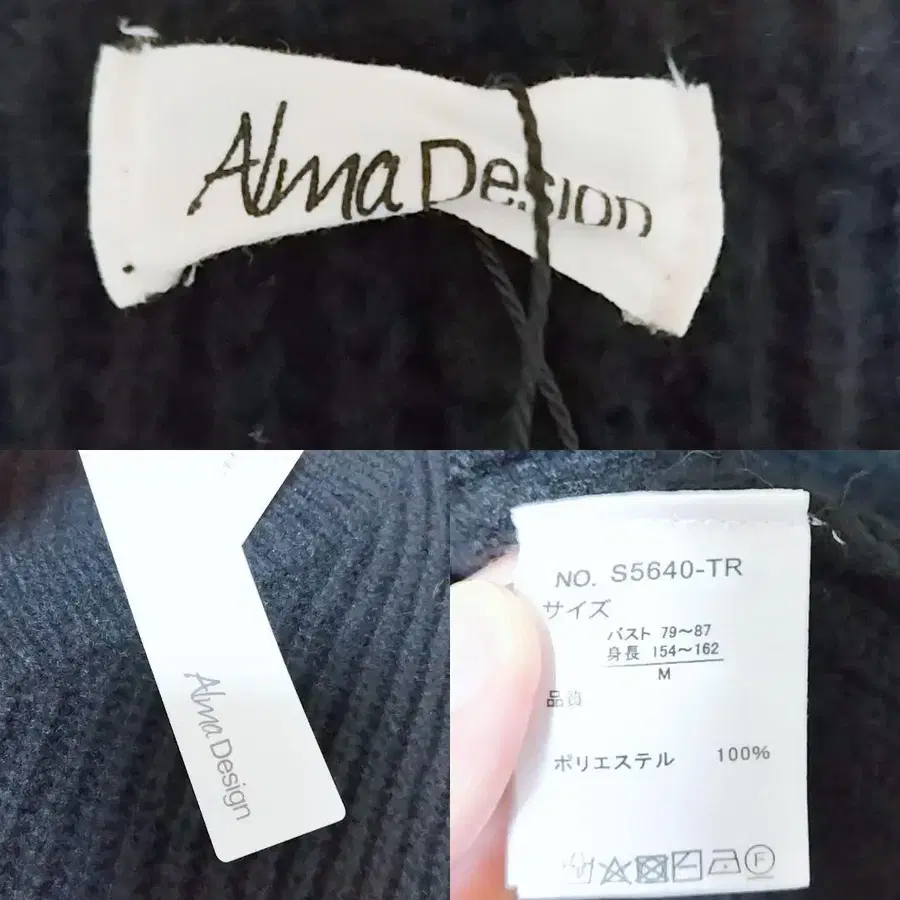 Alma Design
Alma Design
NO. S5640-TR
サイズ
バスト 79～87
身長 154～162
M
品質
ポリエステル 100%
F